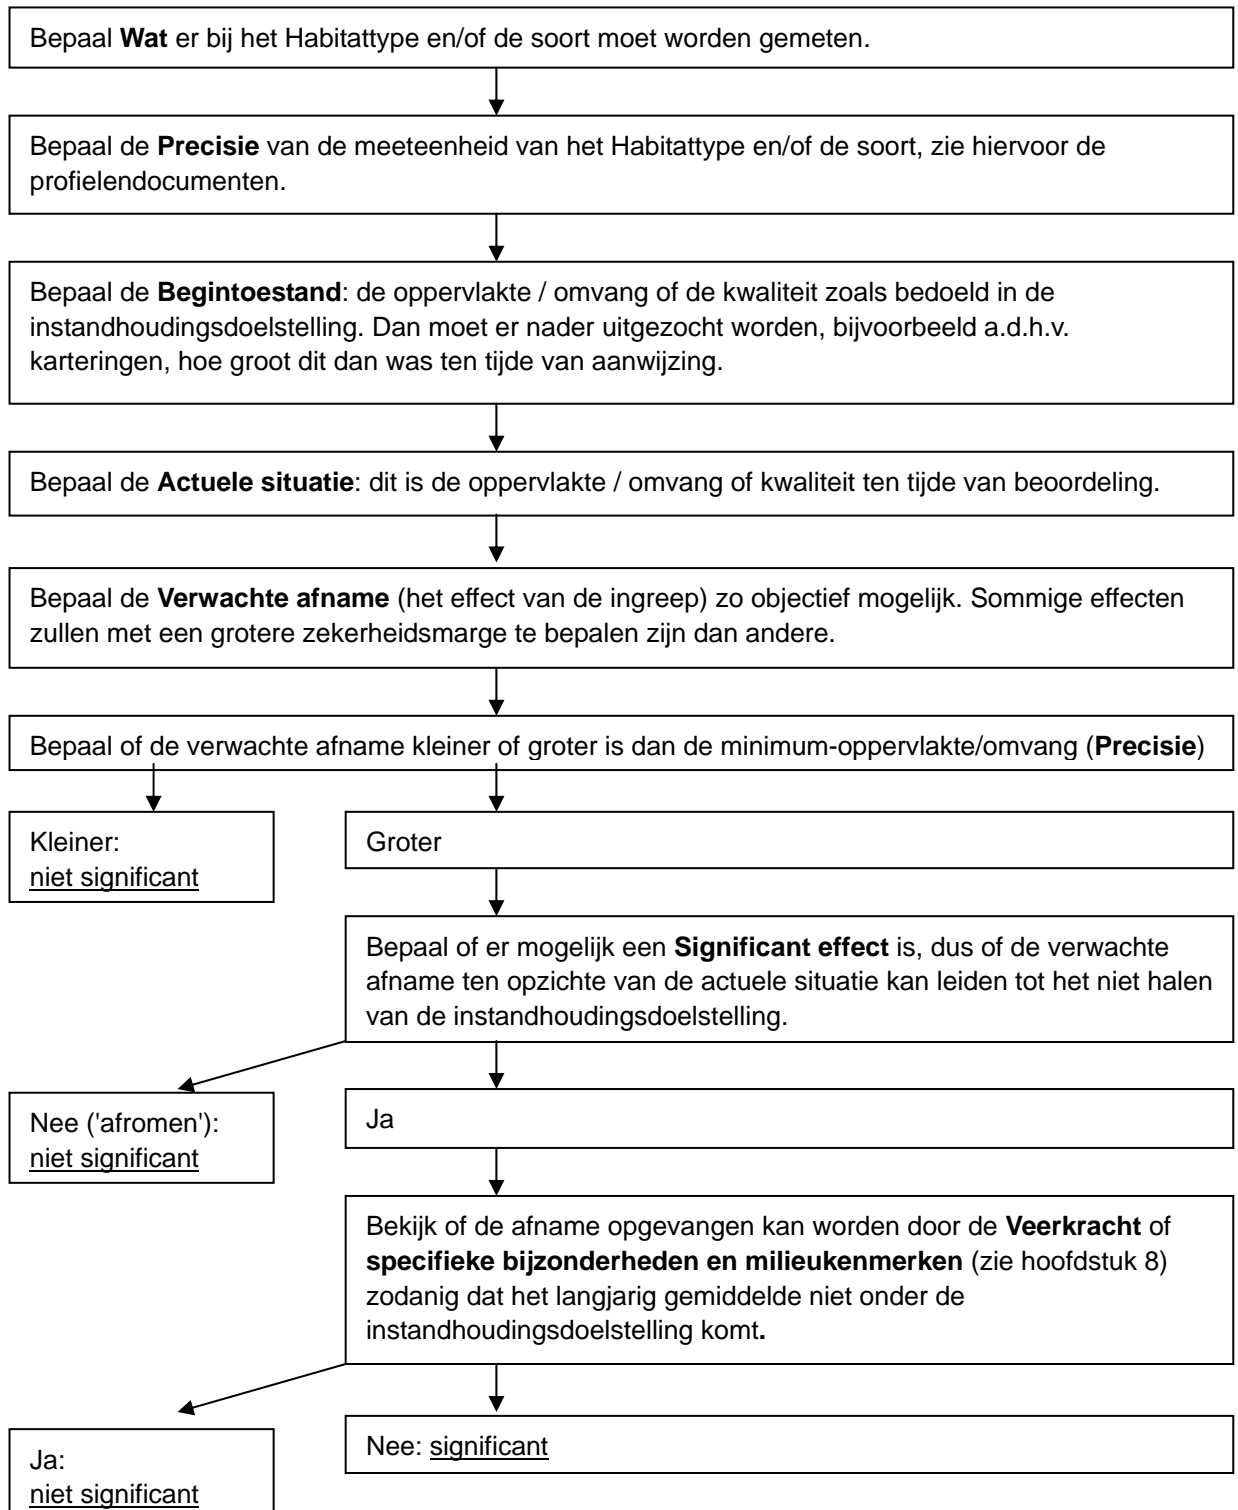 Bepaal Wat er bij het Habitattype en/of de soort moet worden gemeten.
Bepaal de Precisie van de meeteenheid van het Habitattype en/of de soort, zie hiervoor de
profielendocumenten.
Bepaal de Begintoestand: de oppervlakte / omvang of de kwaliteit zoals bedoeld in de
instandhoudingsdoelstelling. Dan moet er nader uitgezocht worden, bijvoorbeeld a.d.h.v.
karteringen, hoe groot dit dan was ten tijde van aanwijzing.
Bepaal de Actuele situatie: dit is de oppervlakte / omvang of kwaliteit ten tijde van beoordeling.
Bepaal de Verwachte afname (het effect van de ingreep) zo objectief mogelijk. Sommige effecten
zullen met een grotere zekerheidsmarge te bepalen zijn dan andere.
Bepaal of de verwachte afname kleiner of groter is dan de minimum-oppervlakte/omvang (Precisie)
Kleiner:
niet significant
Groter
Bepaal of er mogelijk een Significant effect is, dus of de verwachte
afname ten opzichte van de actuele situatie kan leiden tot het niet halen
van de instandhoudingsdoelstelling.
Nee ('afromen'):
niet significant
Ja
Bekijk of de afname opgevangen kan worden door de Veerkracht of
specifieke bijzonderheden en milieukenmerken (zie hoofdstuk 8)
zodanig dat het langjarig gemiddelde niet onder de
instandhoudingsdoelstelling komt.
Ja:
niet significant
Nee: significant